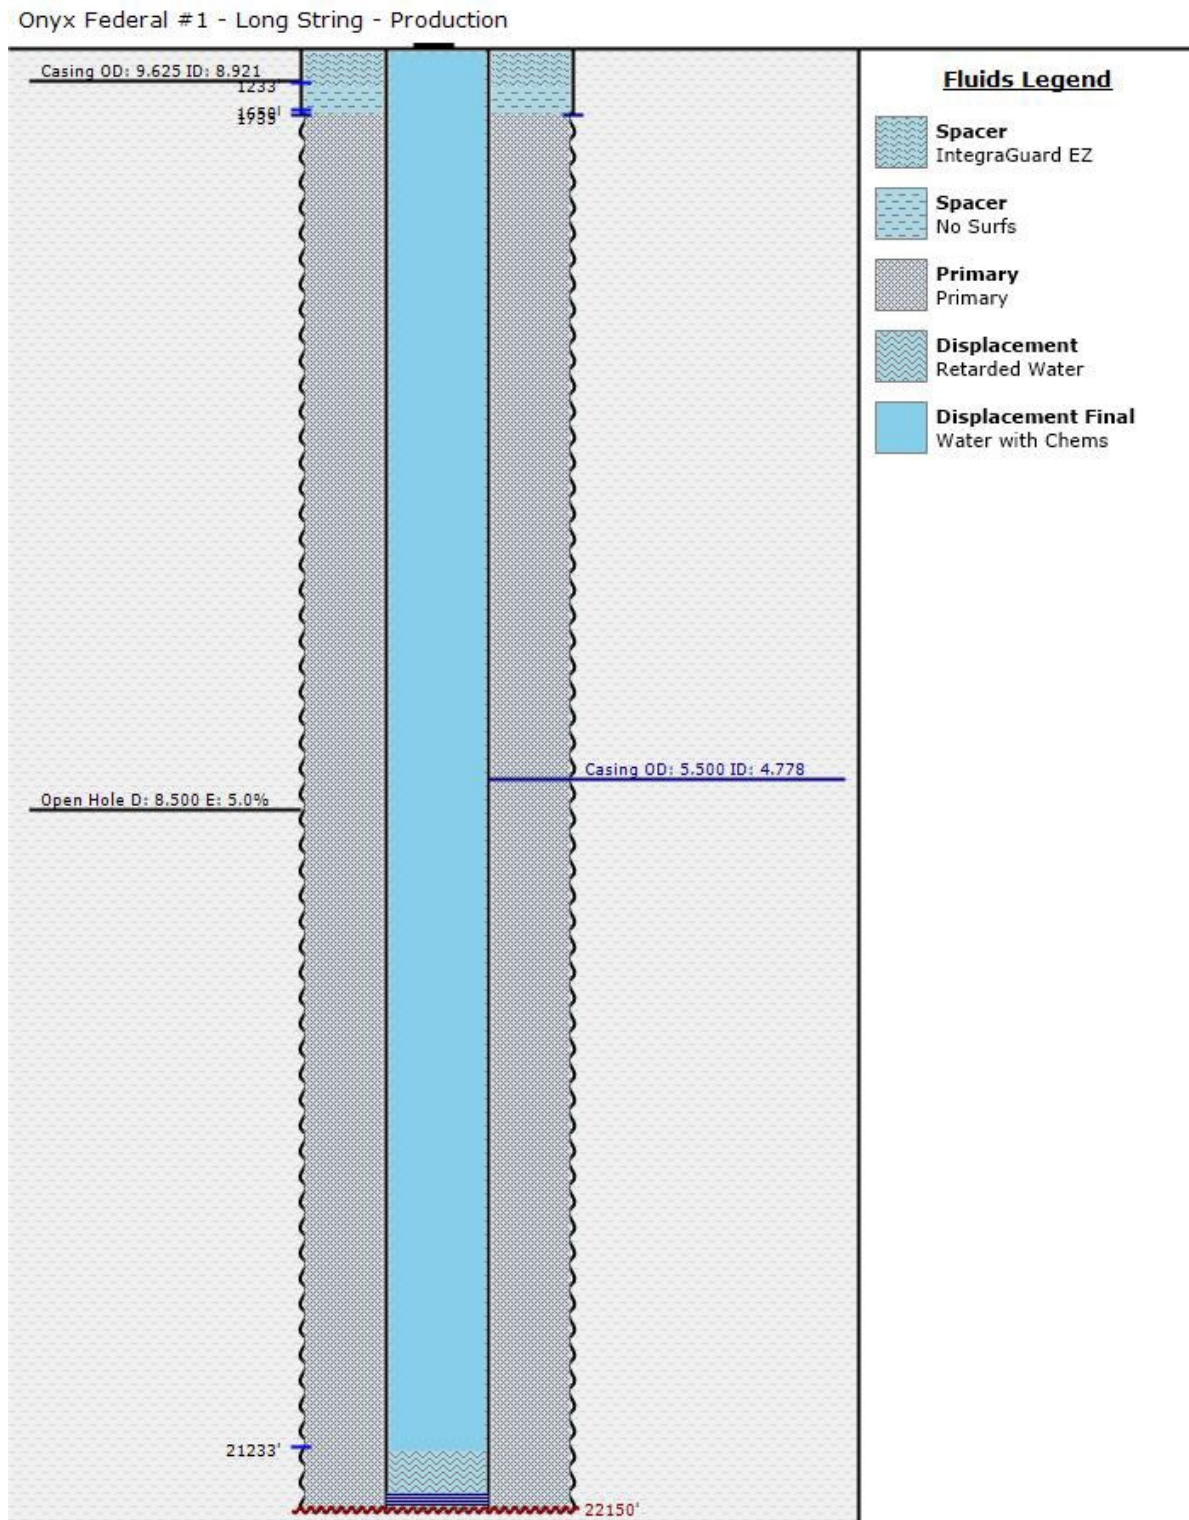 Onyx Federal #1 - Long String - Production
Casing OD: 9.625 ID: 8.921
1233'
Casing OD: 5.500 ID: 4.778
Open Hole D: 8.500 E: 5.0%
21233'
22150'
Fluids Legend
Spacer
IntegraGuard EZ
Spacer
No Surfs
Primary
Primary
Displacement
Retarded Water
Displacement Final
Water with Chems